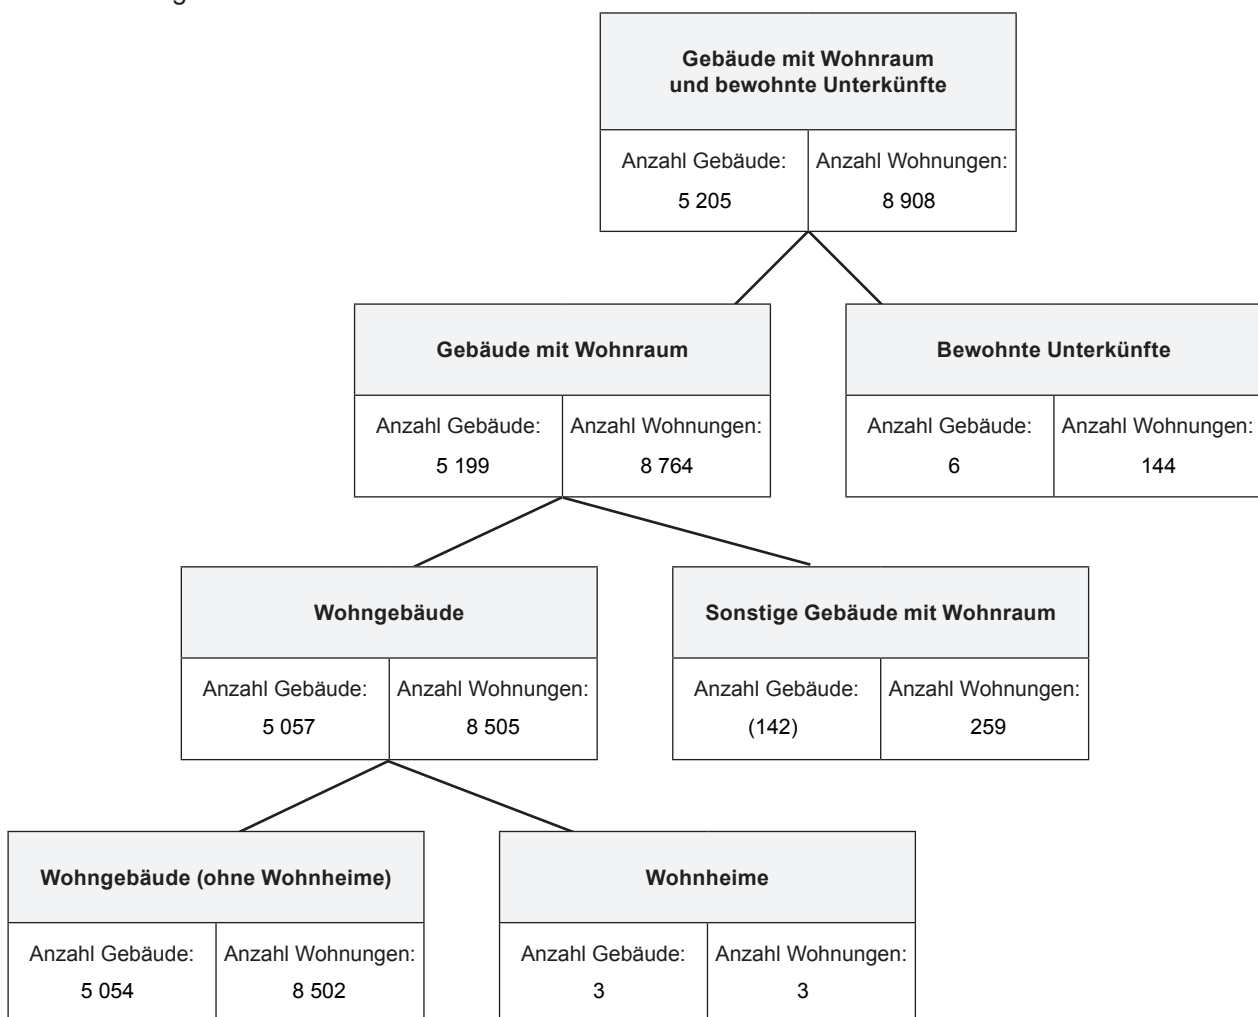 Gebäude mit Wohnraum
und bewohnte Unterkünfte
Anzahl Gebäude: Anzahl Wohnungen:
5 205 8 908
Gebäude mit Wohnraum Bewohnte Unterkünfte
Anzahl Gebäude: Anzahl Wohnungen: Anzahl Gebäude: Anzahl Wohnungen:
5 199 8 764 6 144
Wohngebäude Sonstige Gebäude mit Wohnraum
Anzahl Gebäude: Anzahl Wohnungen: Anzahl Gebäude: Anzahl Wohnungen:
5 057 8 505 (142) 259
Wohngebäude (ohne Wohnheime) Wohnheime
Anzahl Gebäude: Anzahl Wohnungen: Anzahl Gebäude: Anzahl Wohnungen:
5 054 8 502 3 3